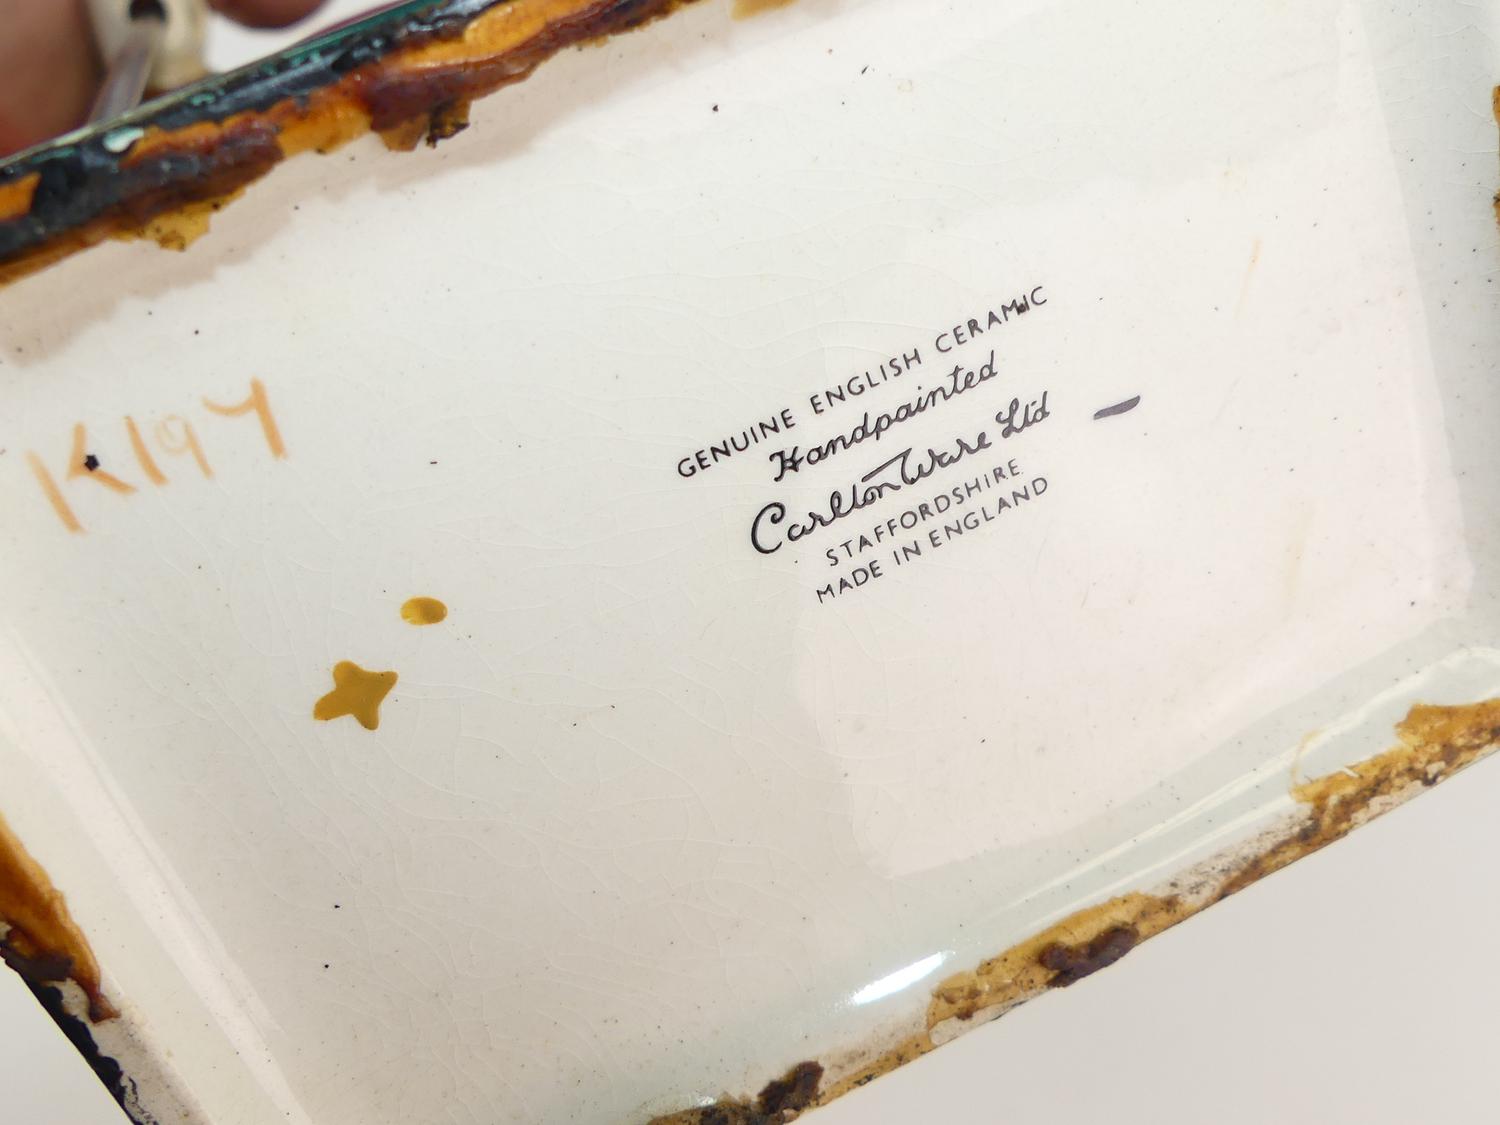 GENUINE ENGLISH CERAMIC
Handpainted
Carlton Ware Ltd
STAFFORDSHIRE
MADE IN ENGLAND
K197